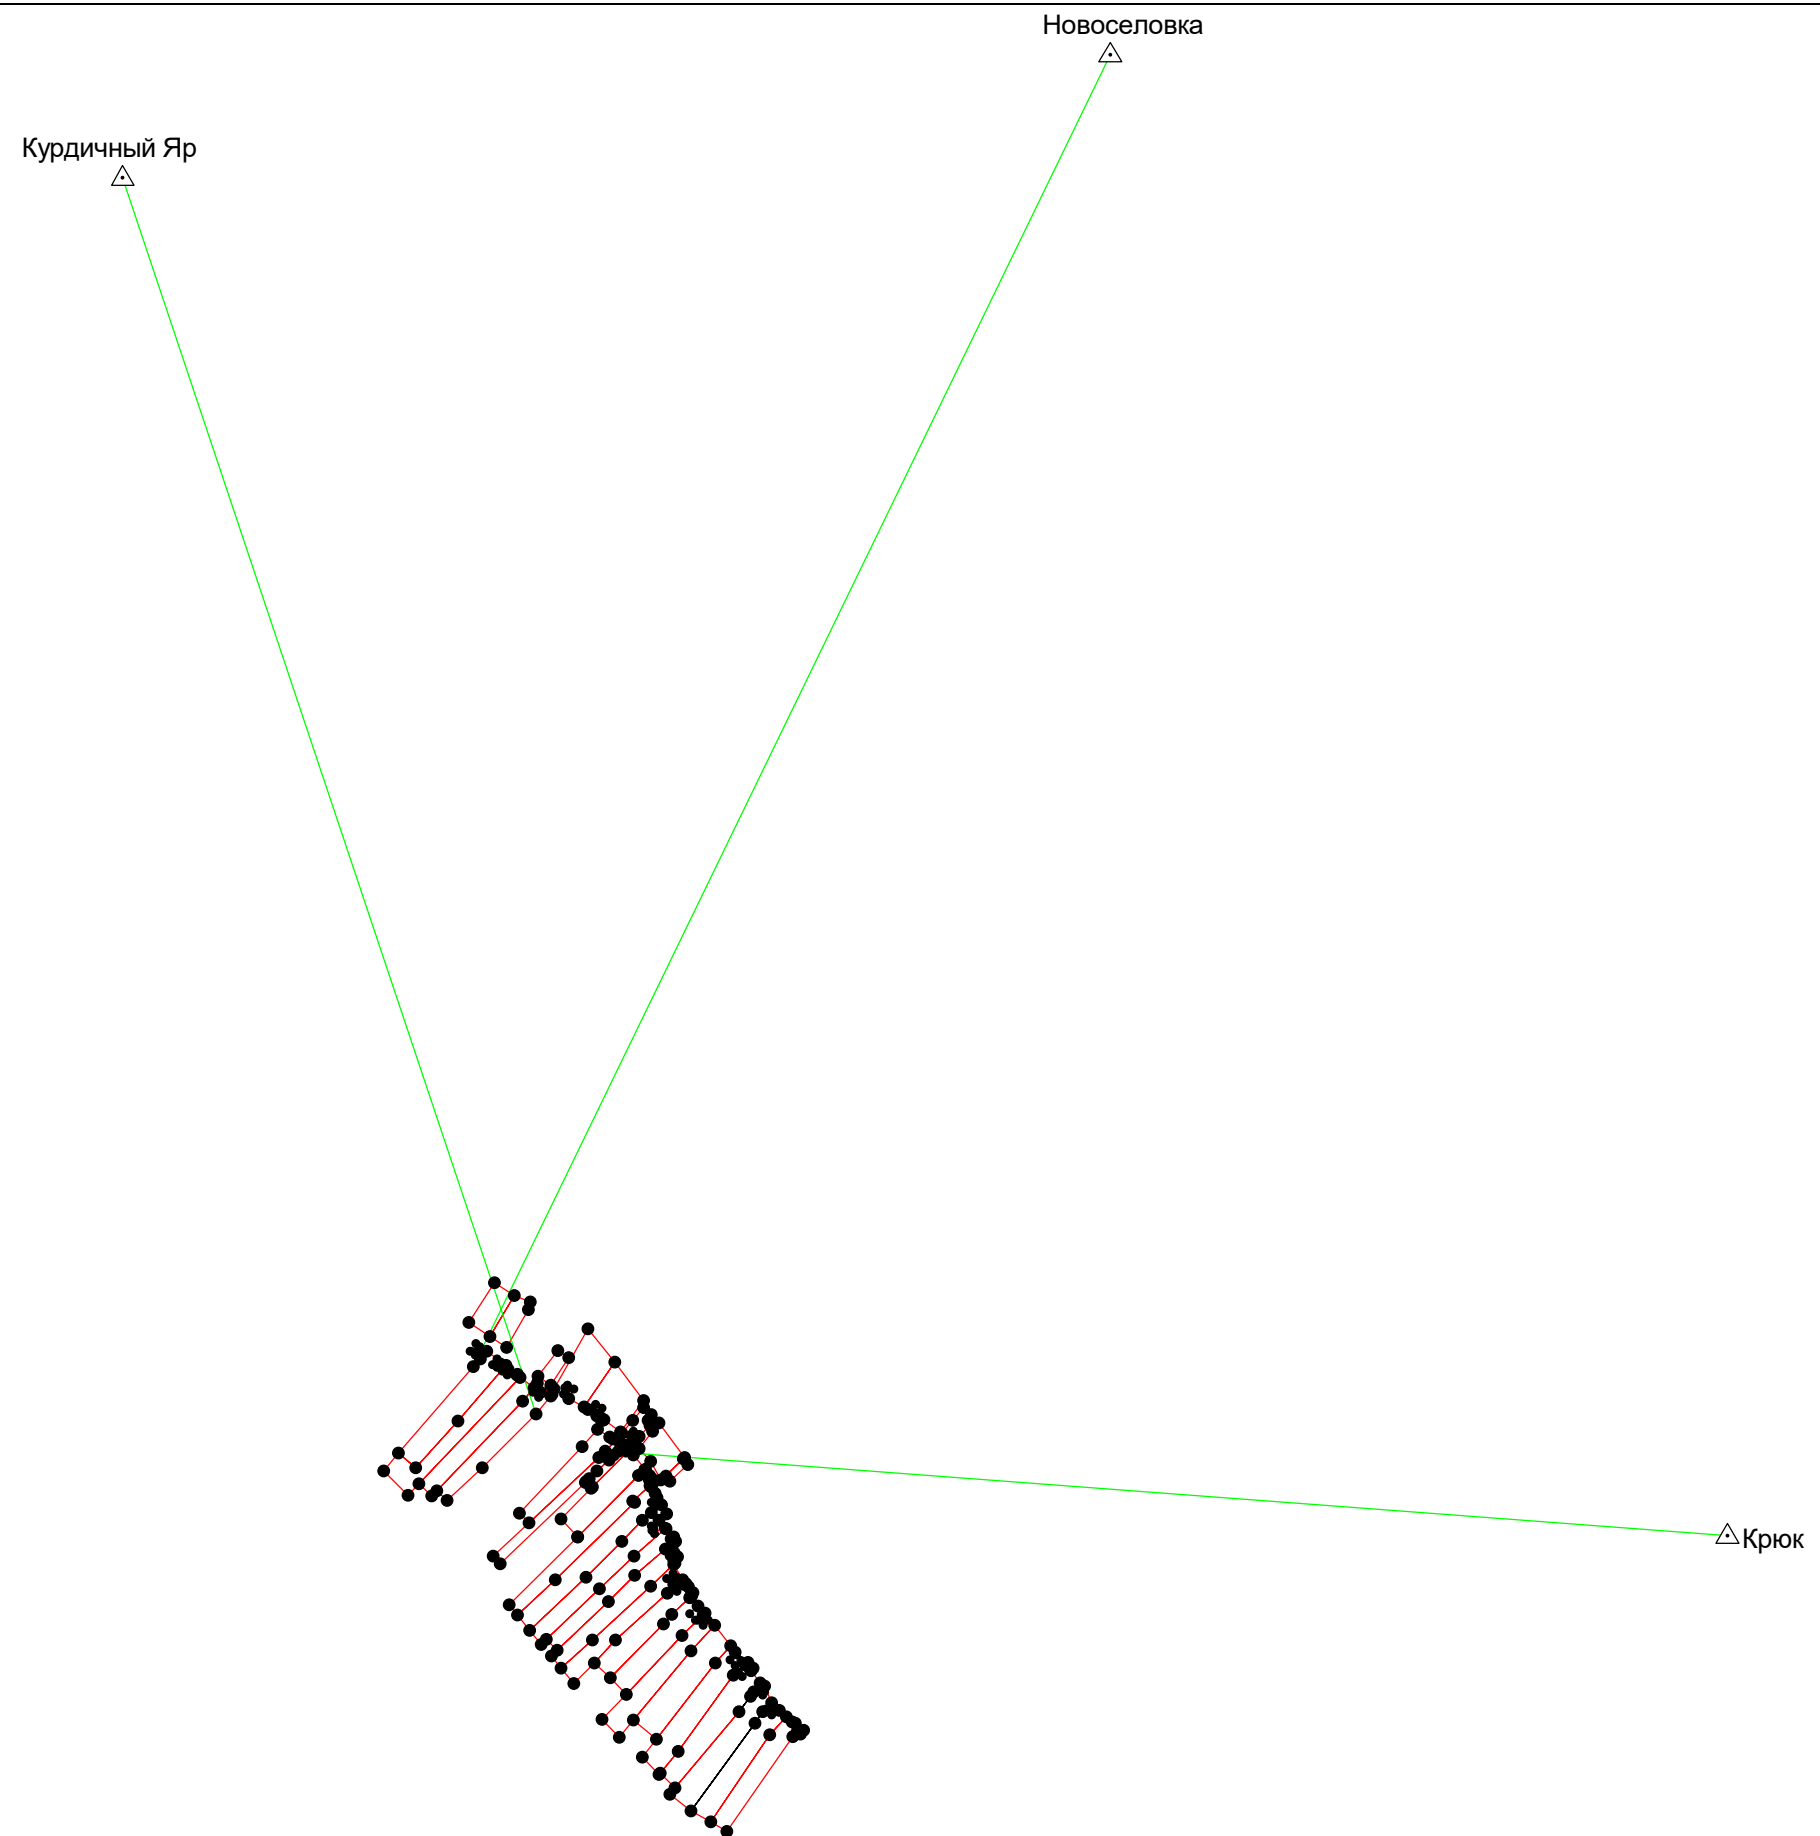 Новоселовка
Курдичный Яр
Крюк